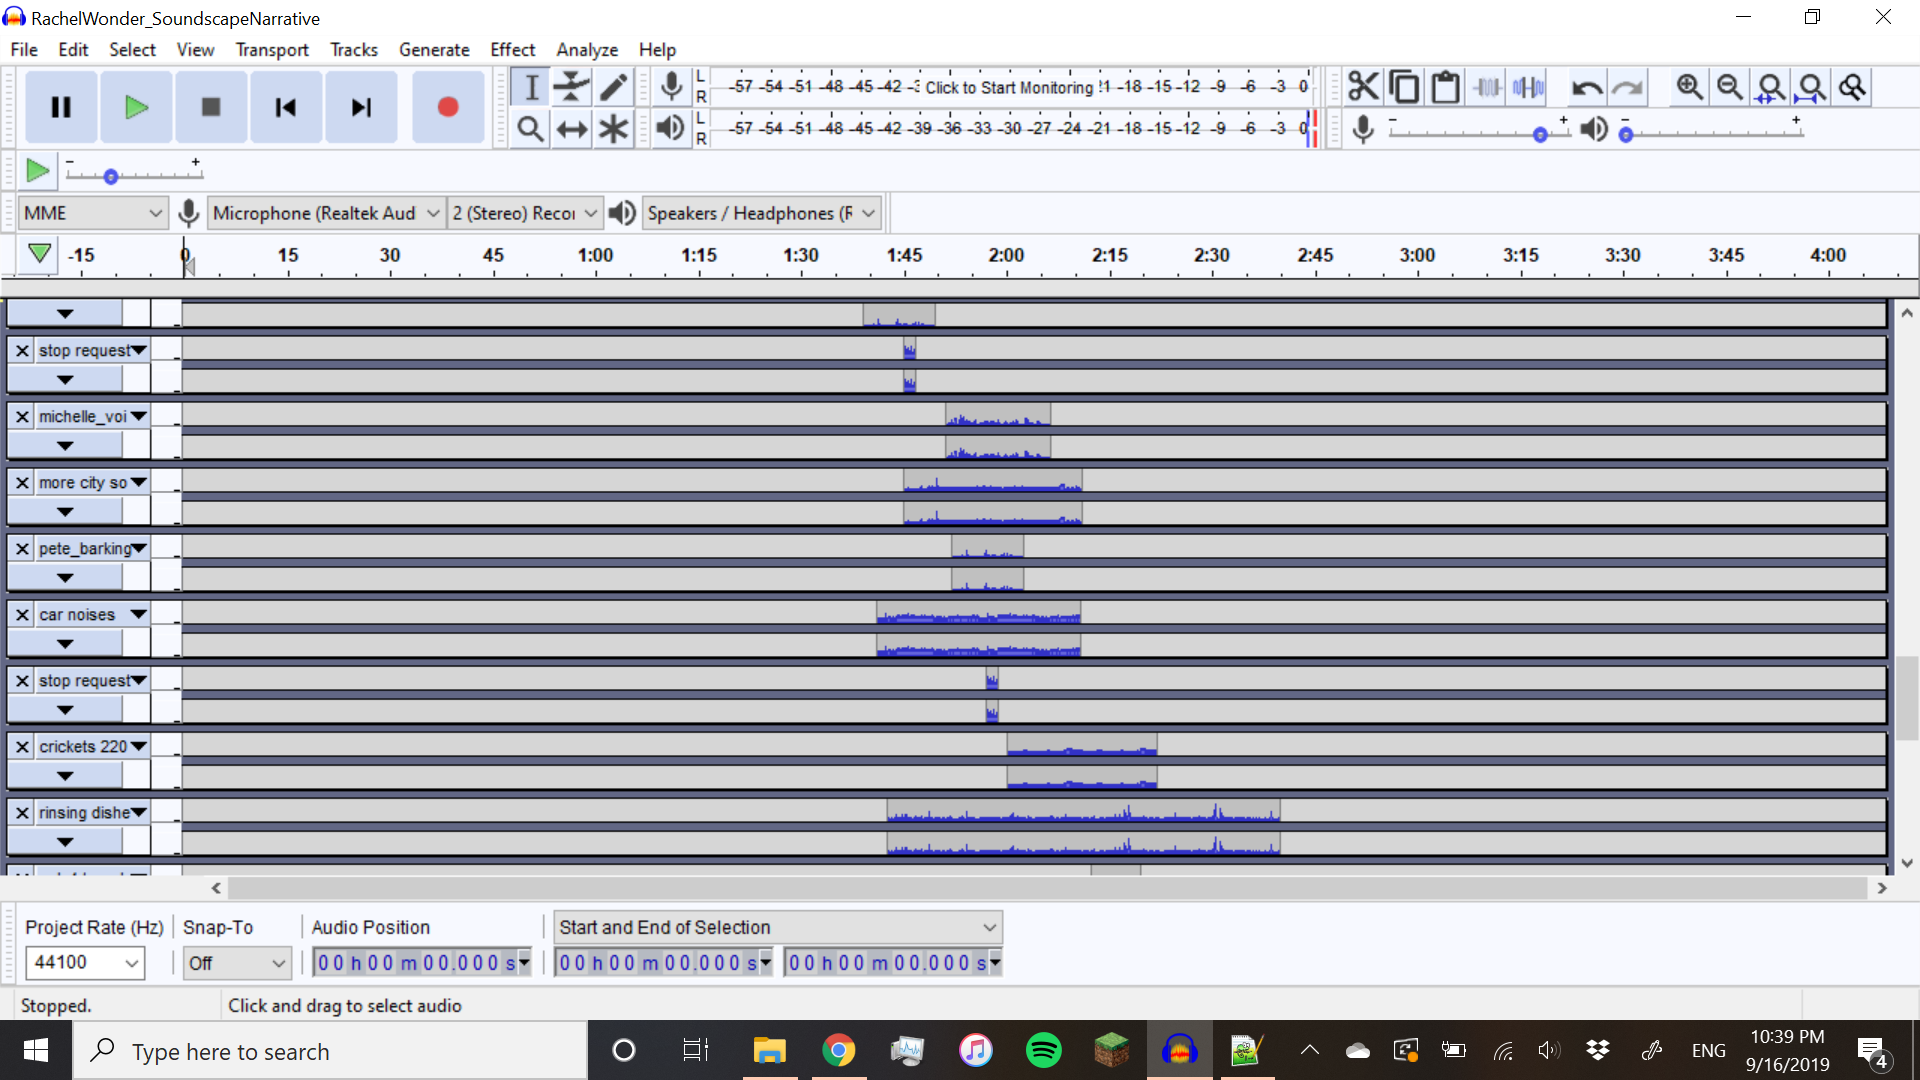 RachelWonder_SoundscapeNarrative
File Edit Select View Transport Tracks Generate Effect Analyze Help
L R -57 -54 -51 -48 -45 -42 Click to Start Monitoring -18 -15 -12 -9 -6 -3 0
L R -57 -54 -51 -48 -45 -42 -39 -36 -33 -30 -27 -24 -21 -18 -15 -12 -9 -6 -3 0
- + - +
- +
MME Microphone (Realtek Aud 2 (Stereo) Recor Speakers / Headphones (R
-15 0 15 30 45 1:00 1:15 1:30 1:45 2:00 2:15 2:30 2:45 3:00 3:15 3:30 3:45 4:00
stop request
michelle_voi
more city so
pete_barking
car noises
stop request
crickets 220
rinsing dishe
Project Rate (Hz) Snap-To Audio Position Start and End of Selection
44100 Off 00 h 00 m 00.000 s 00 h 00 m 00.000 s 00 h 00 m 00.000 s
Stopped. Click and drag to select audio
Type here to search ENG 10:39 PM
9/16/2019 4